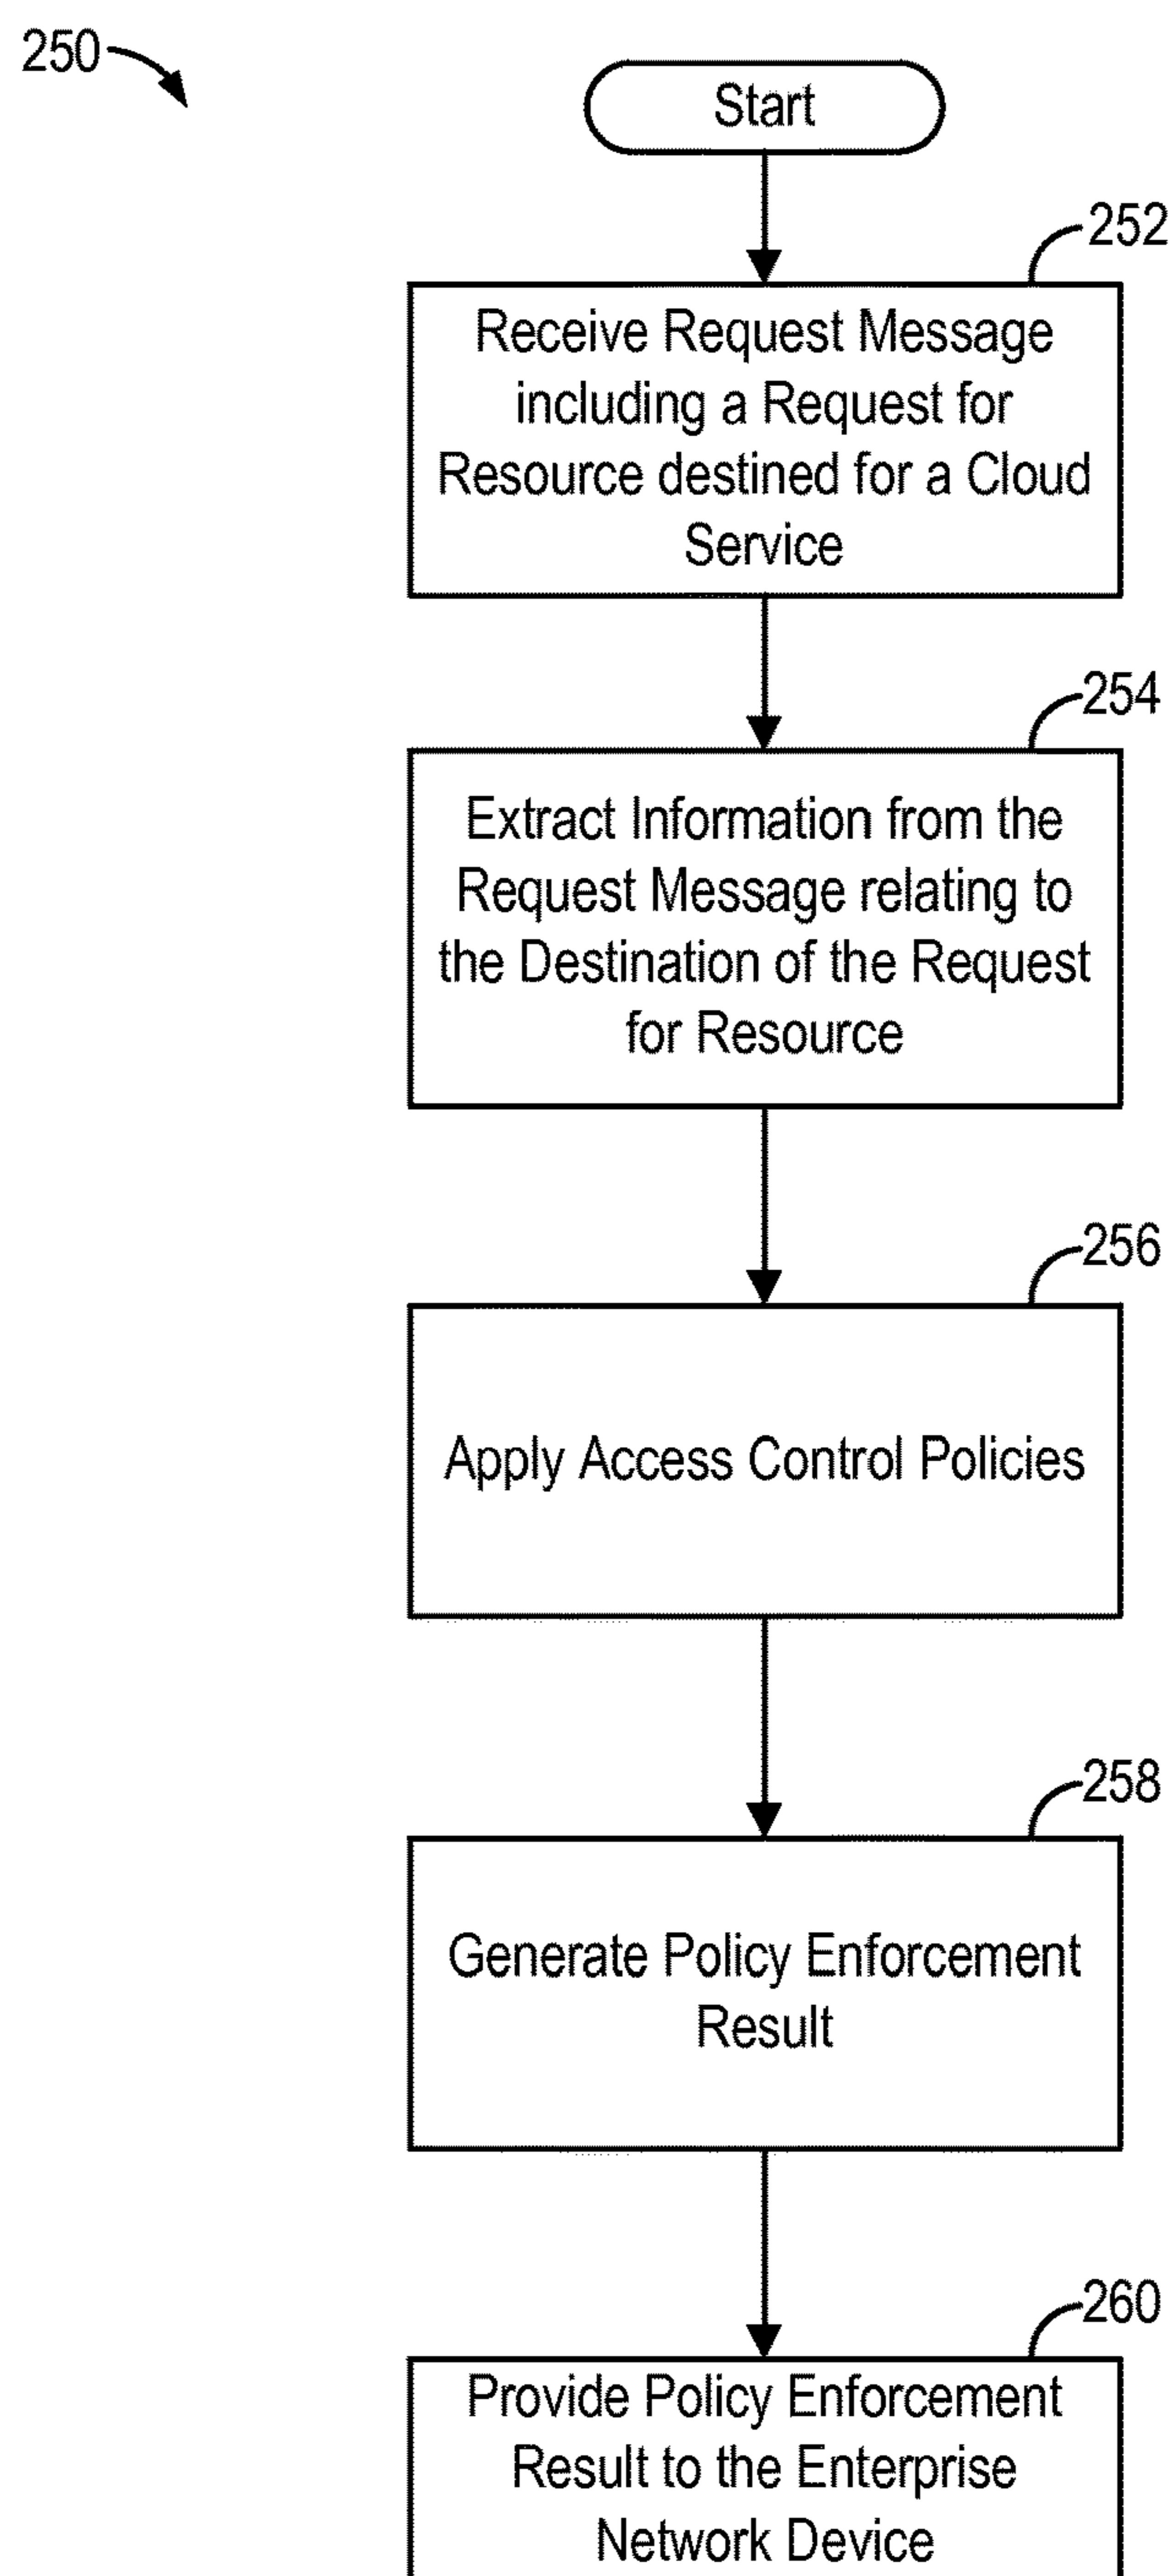 250
Start
252
Receive Request Message
including a Request for
Resource destined for a Cloud
Service
254
Extract Information from the
Request Message relating to
the Destination of the Request
for Resource
256
Apply Access Control Policies
258
Generate Policy Enforcement
Result
260
Provide Policy Enforcement
Result to the Enterprise
Network Device